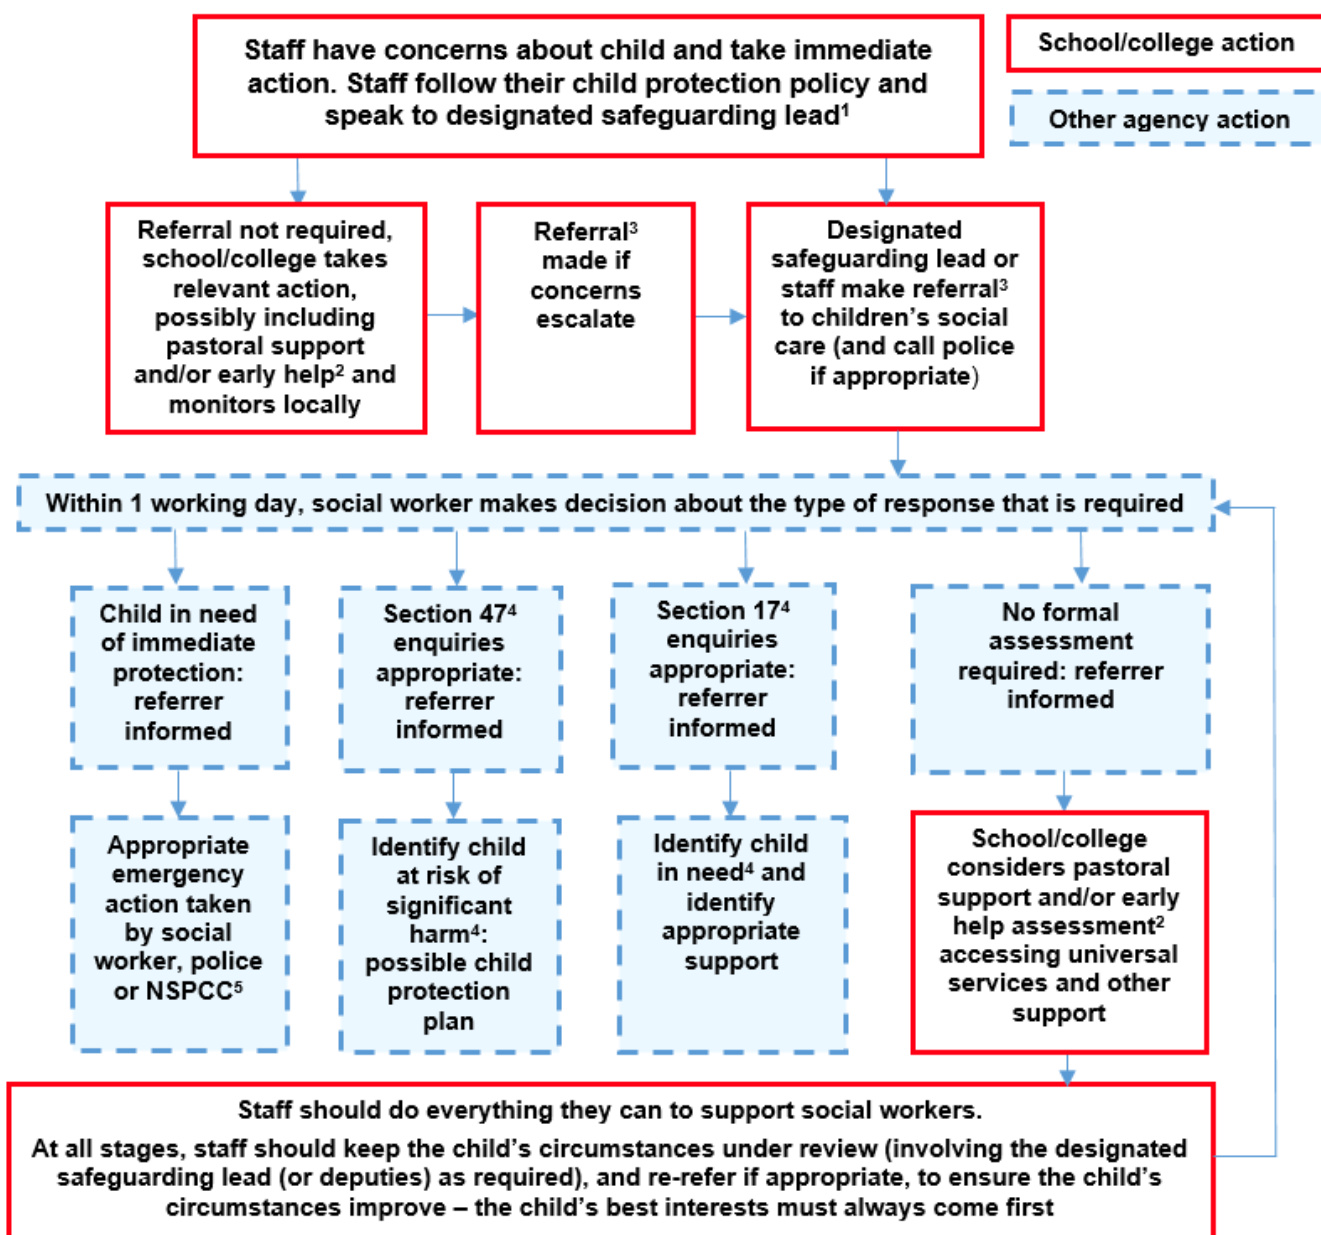 Staff have concerns about child and take immediate
action. Staff follow their child protection policy and
speak to designated safeguarding lead¹
School/college action
Other agency action
Referral not required,
school/college takes
relevant action,
possibly including
pastoral support
and/or early help² and
monitors locally
Referral³
made if
concerns
escalate
Designated
safeguarding lead or
staff make referral³
to children’s social
care (and call police
if appropriate)
Within 1 working day, social worker makes decision about the type of response that is required
Child in need
of immediate
protection:
referrer
informed
Section 47⁴
enquiries
appropriate:
referrer
informed
Section 17⁴
enquiries
appropriate:
referrer
informed
No formal
assessment
required: referrer
informed
Appropriate
emergency
action taken
by social
worker, police
or NSPCC⁵
Identify child
at risk of
significant
harm⁴:
possible child
protection
plan
Identify child
in need⁴ and
identify
appropriate
support
School/college
considers pastoral
support and/or early
help assessment²
accessing universal
services and other
support
Staff should do everything they can to support social workers.
At all stages, staff should keep the child’s circumstances under review (involving the designated
safeguarding lead (or deputies) as required), and re-refer if appropriate, to ensure the child’s
circumstances improve – the child’s best interests must always come first